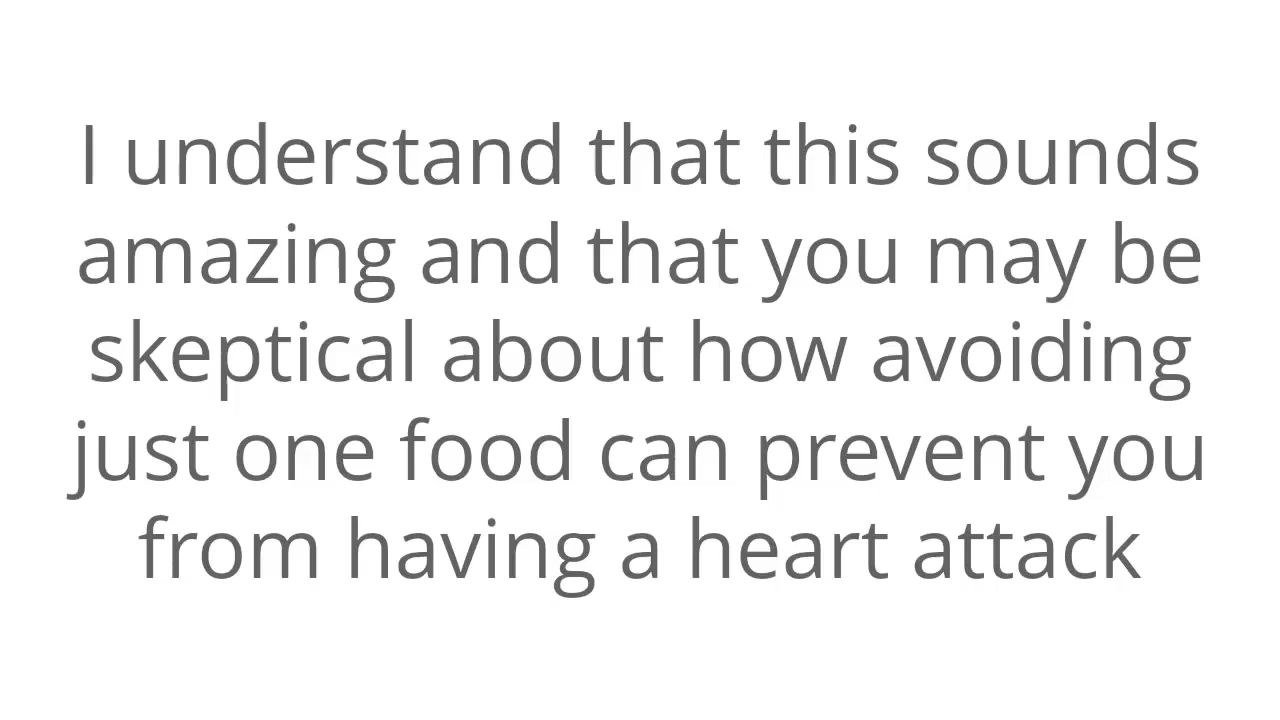 I understand that this sounds
amazing and that you may be
skeptical about how avoiding
just one food can prevent you
from having a heart attack